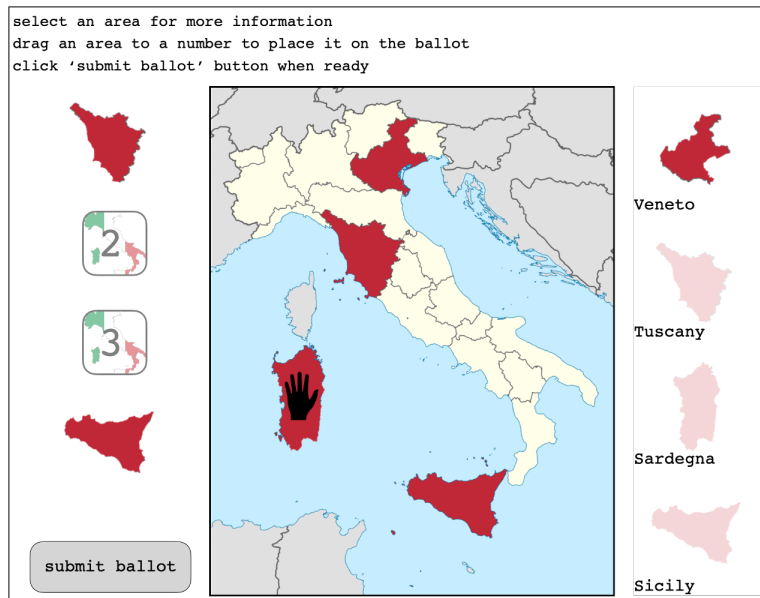 select an area for more information
drag an area to a number to place it on the ballot
click ‘submit ballot’ button when ready
2
3
submit ballot
Veneto
Tuscany
Sardegna
Sicily